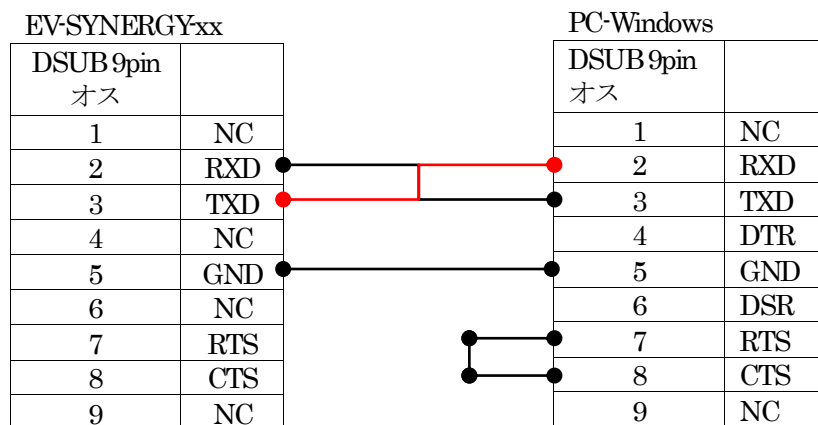 EV-SYNERGY-xx
DSUB 9pin
オス
1 NC
2 RXD
3 TXD
4 NC
5 GND
6 NC
7 RTS
8 CTS
9 NC
PC-Windows
DSUB 9pin
オス
1 NC
2 RXD
3 TXD
4 DTR
5 GND
6 DSR
7 RTS
8 CTS
9 NC